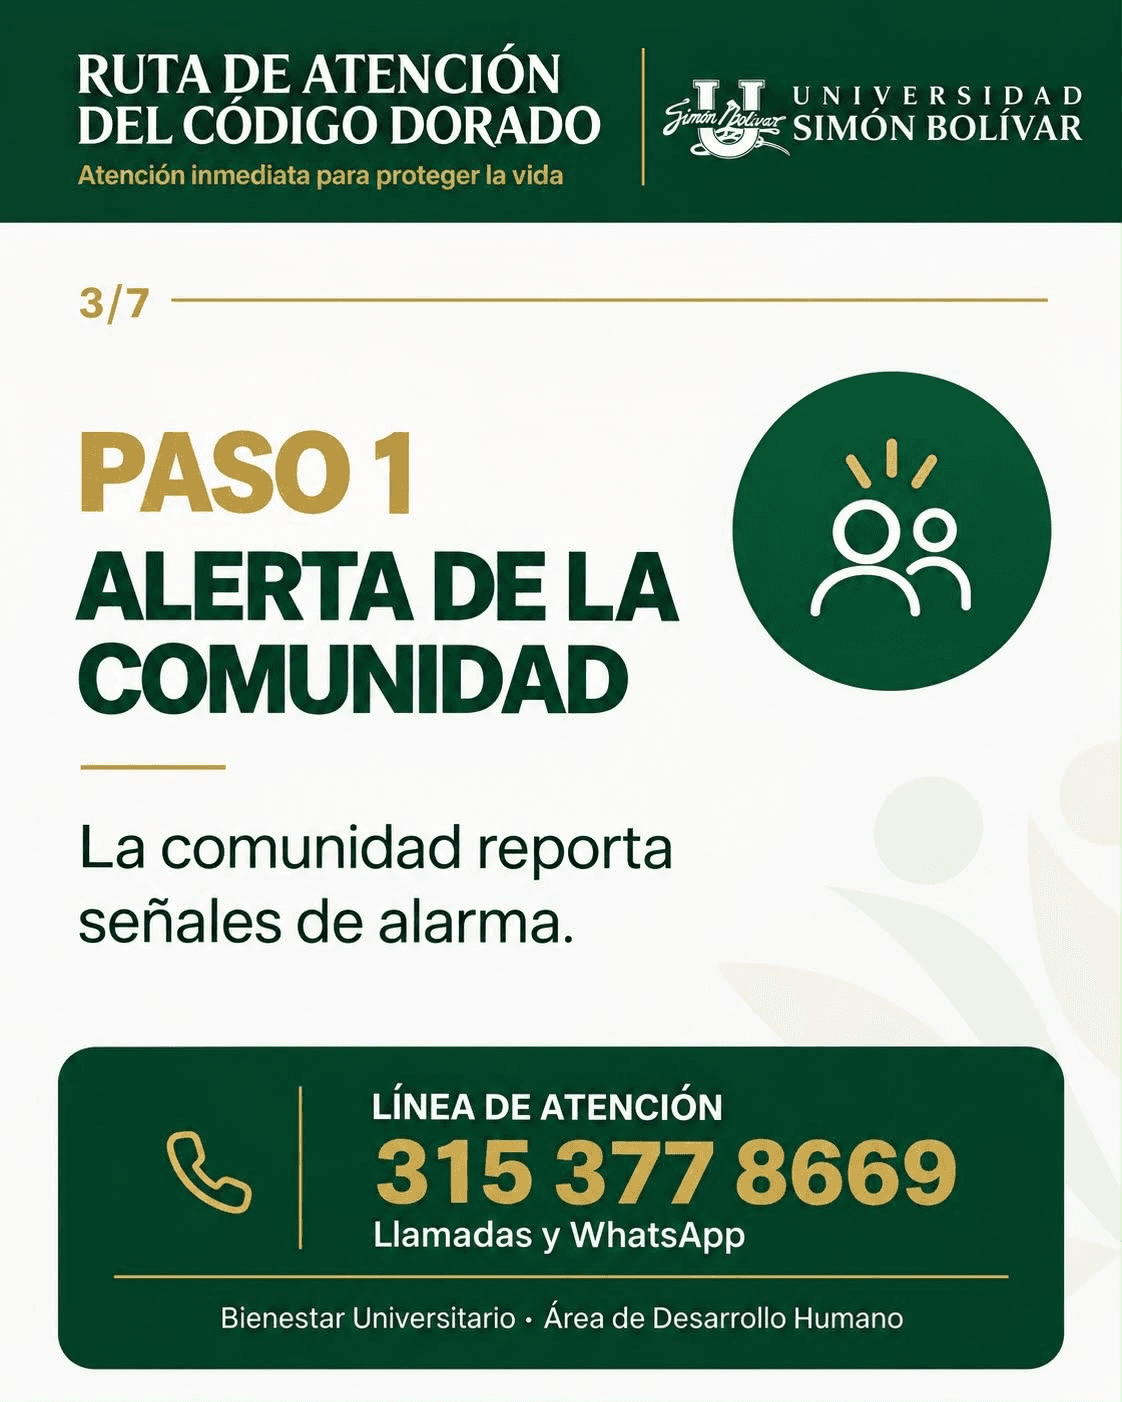 RUTA DE ATENCIÓN
DEL CÓDIGO DORADO
Atención inmediata para proteger la vida
Simón Bolívar
U
UNIVERSIDAD
SIMÓN BOLÍVAR
3/7
PASO 1
ALERTA DE LA
COMUNIDAD
La comunidad reporta
señales de alarma.
LÍNEA DE ATENCIÓN
315 377 8669
Llamadas y WhatsApp
Bienestar Universitario • Área de Desarrollo Humano